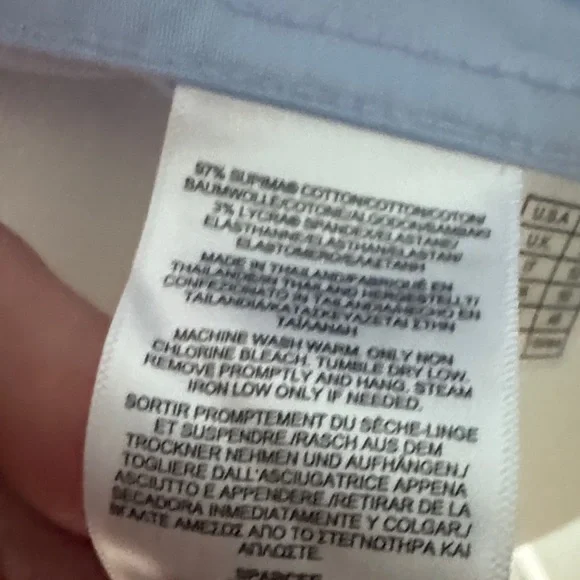 97% SUPIMA® COTTON/COTTON/COTON/
BAUMWOLLE/COTONE/ALGODON/BAMBAKI
3% LYCRA® SPANDEX/ELASTANE/
ELASTHANNE/ELASTHAN/ELASTAN/
ELASTOMERO/ΕΛΑΣΤΑΝΗ
MADE IN THAILAND/FABRIQUÉ EN
THAÏLANDE/IN THAILAND HERGESTELLT/
CONFEZIONATO IN TAILANDIA/HECHO EN
TAILANDIA/ΚΑΤΑΣΚΕΥΑΖΕΤΑΙ ΣΤΗΝ
ΤΑΪΛΑΝΔΗ
MACHINE WASH WARM. ONLY NON
CHLORINE BLEACH. TUMBLE DRY LOW.
REMOVE PROMPTLY AND HANG. STEAM
IRON LOW ONLY IF NEEDED.
SORTIR PROMPTEMENT DU SÈCHE-LINGE
ET SUSPENDRE./RASCH AUS DEM
TROCKNER NEHMEN UND AUFHÄNGEN./
TOGLIERE DALL'ASCIUGATRICE APPENA
ASCIUTTO E APPENDERE./RETIRAR DE LA
SECADORA INMEDIATAMENTE Y COLGAR./
ΒΓΑΛΤΕ ΑΜΕΣΩΣ ΑΠΟ ΤΟ ΣΤΕΓΝΩΤΗΡΑ ΚΑΙ
ΑΠΛΩΣΤΕ.
USA
UK